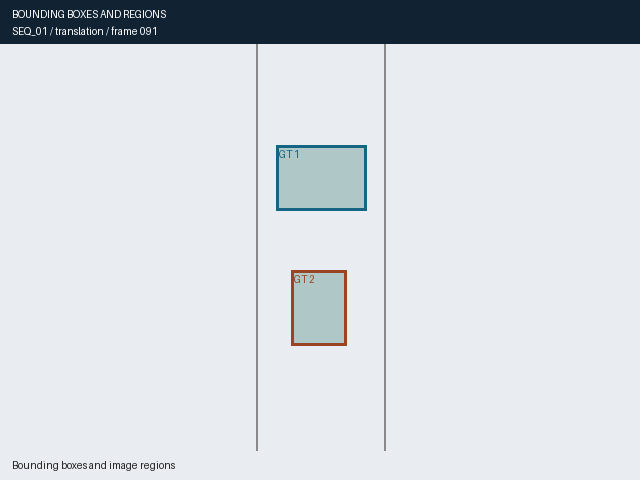 BOUNDING BOXES AND REGIONS
SEQ_01 / translation / frame 091
GT1
GT2
Bounding boxes and image regions